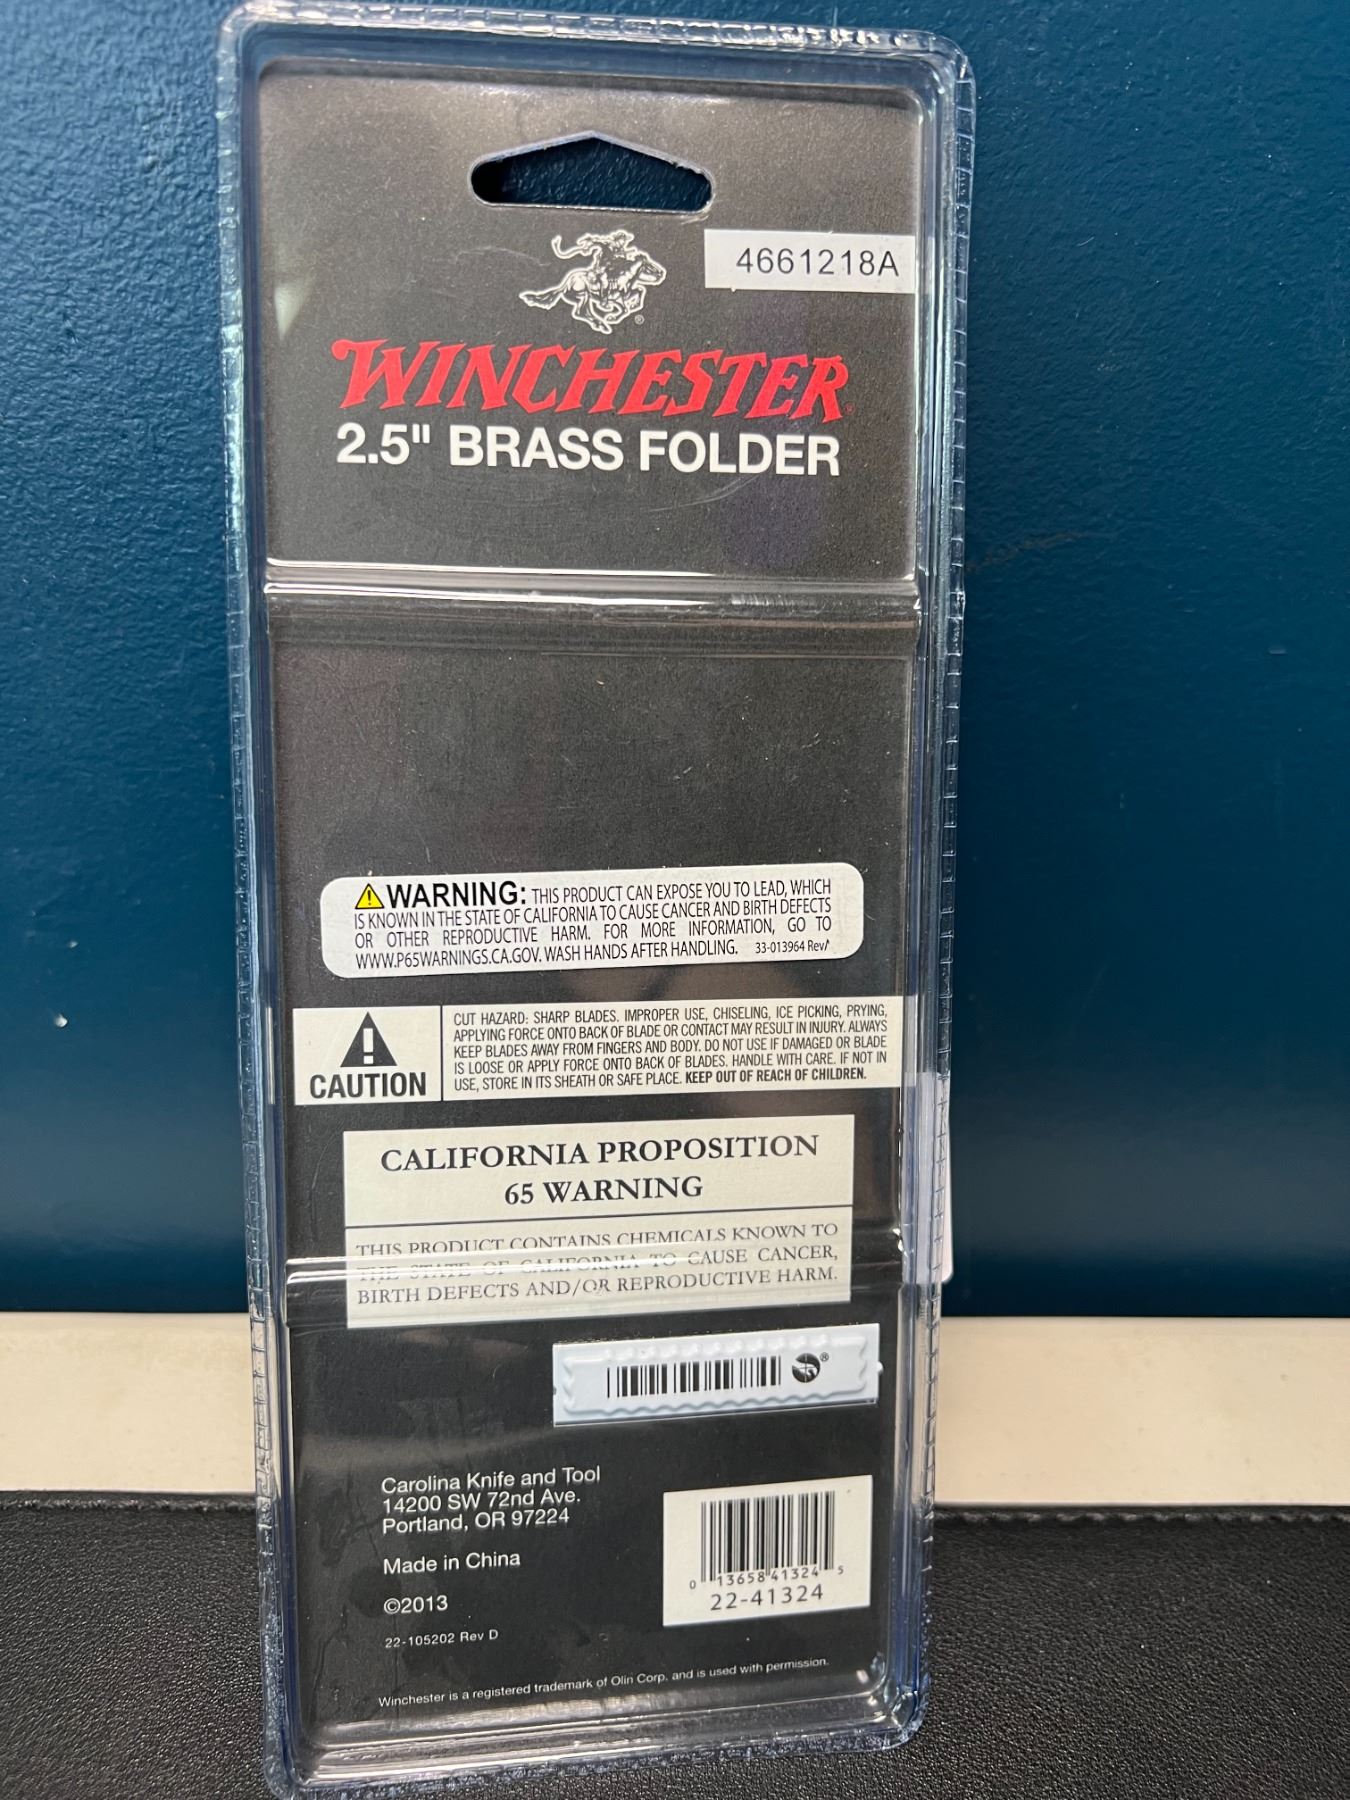 4661218A
WINCHESTER
2.5" BRASS FOLDER
WARNING: THIS PRODUCT CAN EXPOSE YOU TO LEAD, WHICH
IS KNOWN IN THE STATE OF CALIFORNIA TO CAUSE CANCER AND BIRTH DEFECTS
OR OTHER REPRODUCTIVE HARM. FOR MORE INFORMATION, GO TO
WWW.P65WARNINGS.CA.GOV. WASH HANDS AFTER HANDLING. 33-013964 RevA
CAUTION
CUT HAZARD: SHARP BLADES. IMPROPER USE, CHISELING, ICE PICKING, PRYING,
APPLYING FORCE ONTO BACK OF BLADE OR CONTACT MAY RESULT IN INJURY. ALWAYS
KEEP BLADES AWAY FROM FINGERS AND BODY. DO NOT USE IF DAMAGED OR BLADE
IS LOOSE OR APPLY FORCE ONTO BACK OF BLADES. HANDLE WITH CARE. IF NOT IN
USE, STORE IN ITS SHEATH OR SAFE PLACE. KEEP OUT OF REACH OF CHILDREN.
CALIFORNIA PROPOSITION
65 WARNING
THIS PRODUCT CONTAINS CHEMICALS KNOWN TO
THE STATE OF CALIFORNIA TO CAUSE CANCER,
BIRTH DEFECTS AND/OR REPRODUCTIVE HARM.
Carolina Knife and Tool
14200 SW 72nd Ave.
Portland, OR 97224
Made in China
©2013
22-105202 Rev D
0 13658 41324 5
22-41324
Winchester is a registered trademark of Olin Corp. and is used with permission.